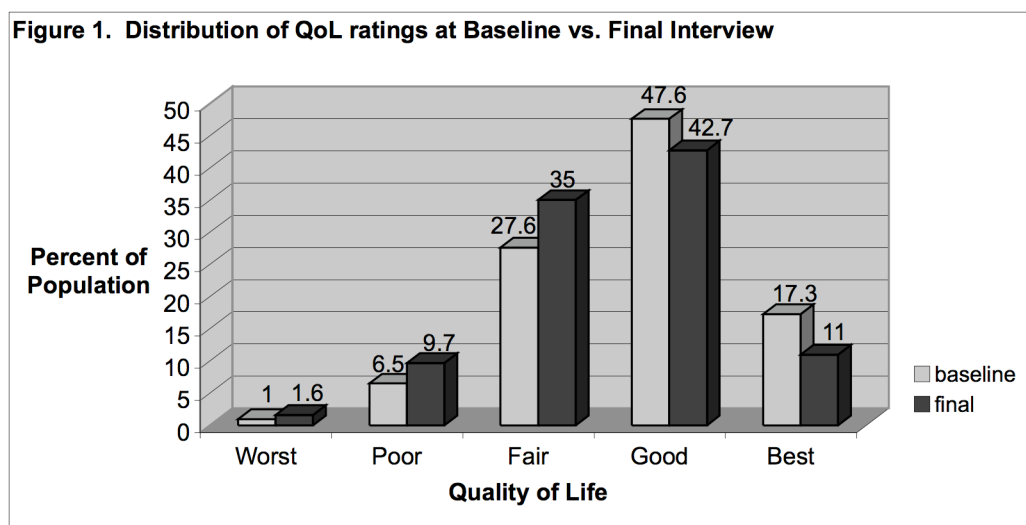 Figure 1.  Distribution of QoL ratings at Baseline vs. Final Interview
50
45
40
35
30
25
20
15
10
5
0
Percent of
Population
1
1.6
6.5
9.7
27.6
35
47.6
42.7
17.3
11
Worst
Poor
Fair
Good
Best
Quality of Life
baseline
final